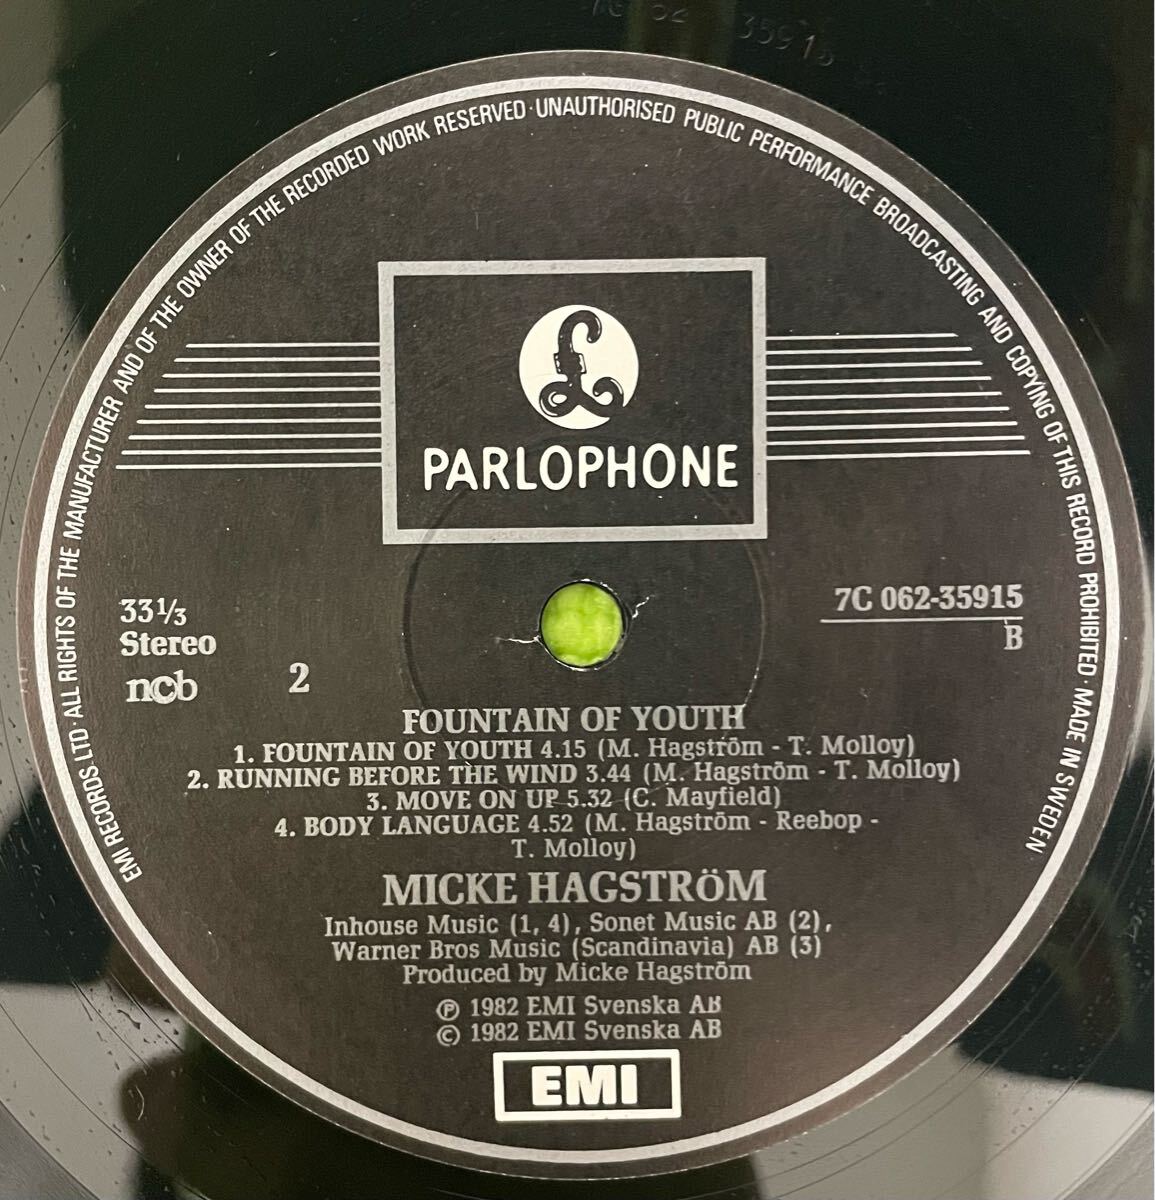 35915
EMI RECORDS. LTD · ALL RIGHTS OF THE MANUFACTURER AND OF THE OWNER OF THE RECORDED WORK RESERVED · UNAUTHORISED PUBLIC PERFORMANCE BROADCASTING AND COPYING OF THIS RECORD PROHIBITED · MADE IN SWEDEN
PARLOPHONE
33 1/3
Stereo
ncb
2
7C 062-35915
B
FOUNTAIN OF YOUTH
1. FOUNTAIN OF YOUTH 4.15 (M. Hagström - T. Molloy)
2. RUNNING BEFORE THE WIND 3.44 (M. Hagström - T. Molloy)
3. MOVE ON UP 5.32 (C. Mayfield)
4. BODY LANGUAGE 4.52 (M. Hagström - Reebop -
T. Molloy)
MICKE HAGSTRÖM
Inhouse Music (1, 4), Sonet Music AB (2),
Warner Bros Music (Scandinavia) AB (3)
Produced by Micke Hagström
℗ 1982 EMI Svenska AB
© 1982 EMI Svenska AB
EMI